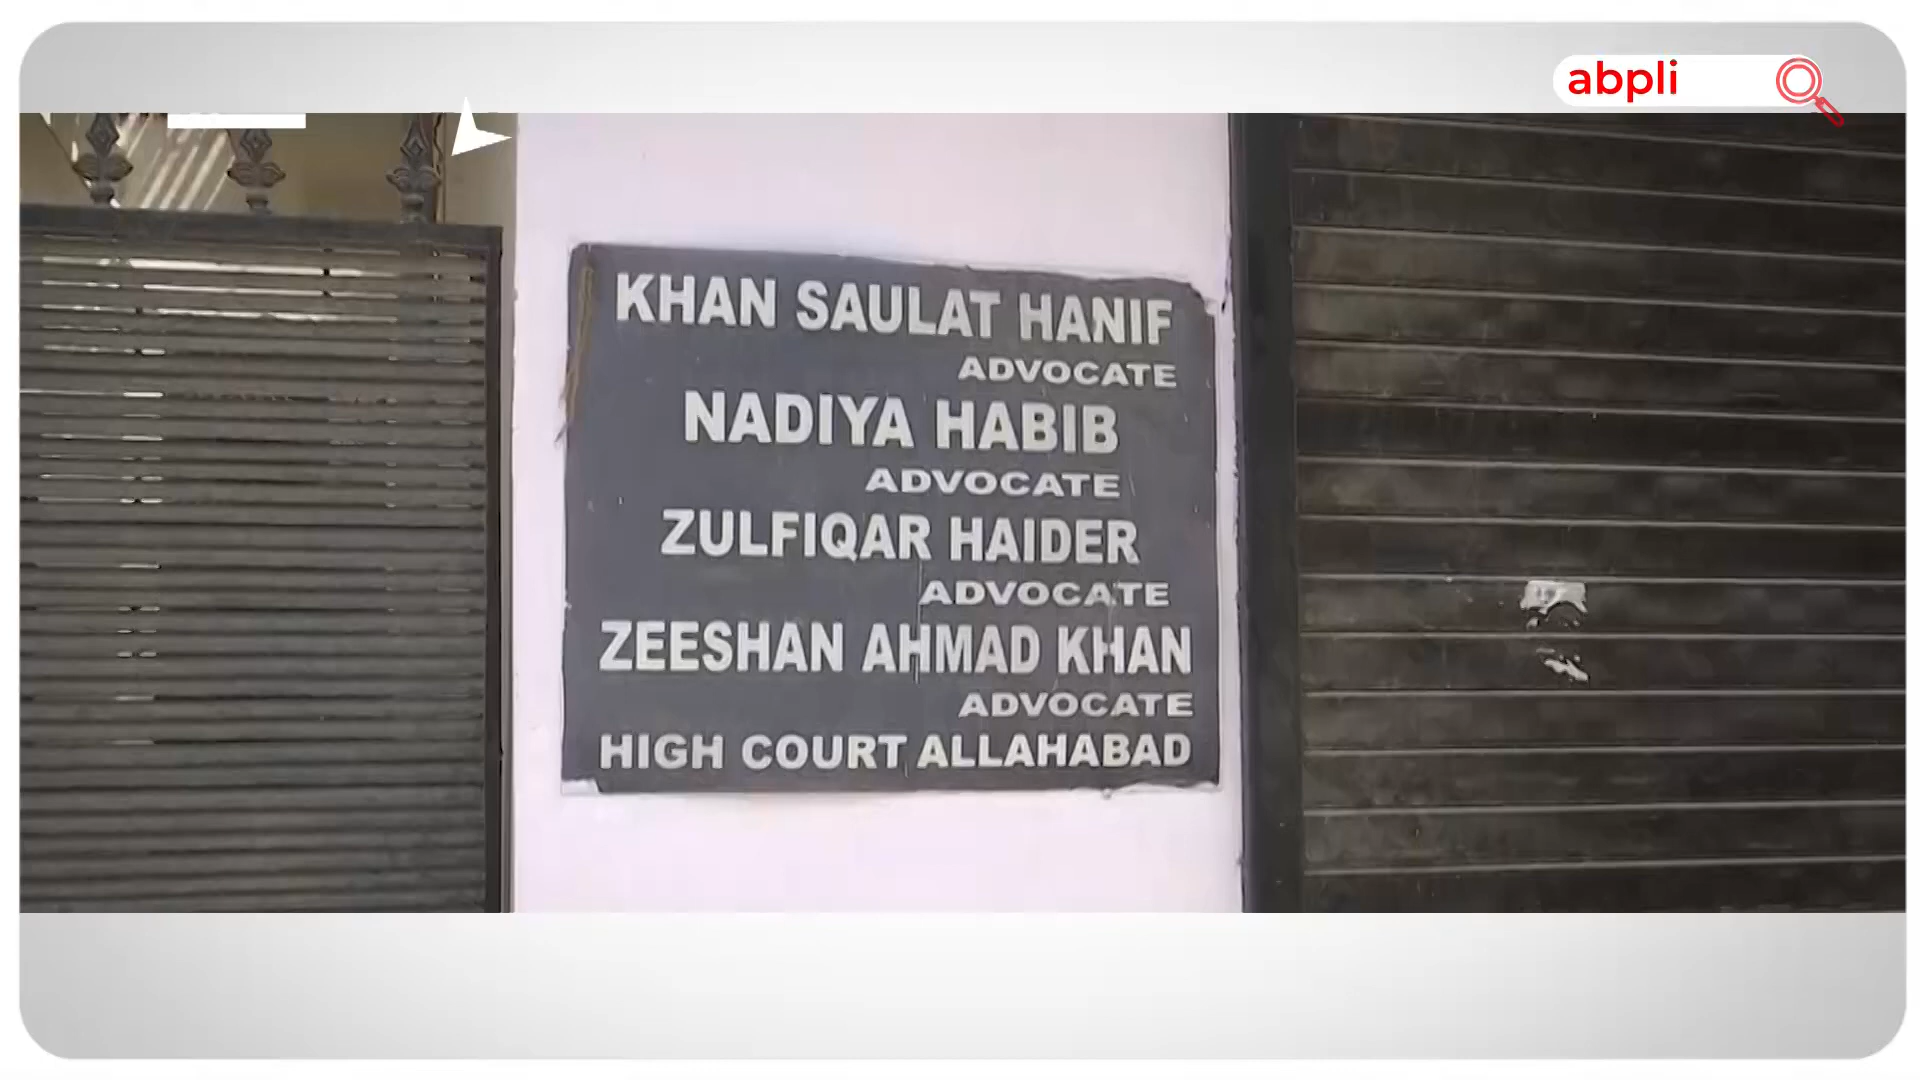 abpli
KHAN SAULAT HANIF
ADVOCATE
NADIYA HABIB
ADVOCATE
ZULFIQAR HAIDER
ADVOCATE
ZEESHAN AHMAD KHAN
ADVOCATE
HIGH COURT ALLAHABAD